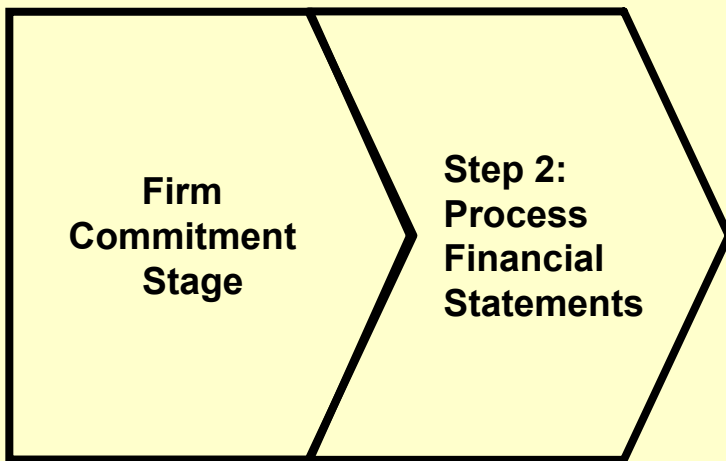 Firm
Commitment
Stage
Step 2:
Process
Financial
Statements